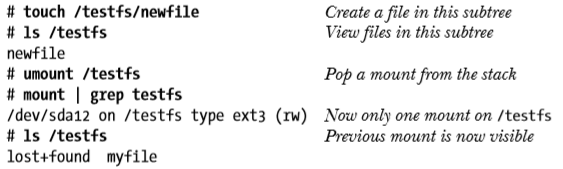 # touch /testfs/newfile Create a file in this subtree
# ls /testfs View files in this subtree
newfile
# umount /testfs Pop a mount from the stack
# mount | grep testfs
/dev/sda12 on /testfs type ext3 (rw) Now only one mount on /testfs
# ls /testfs Previous mount is now visible
lost+found myfile